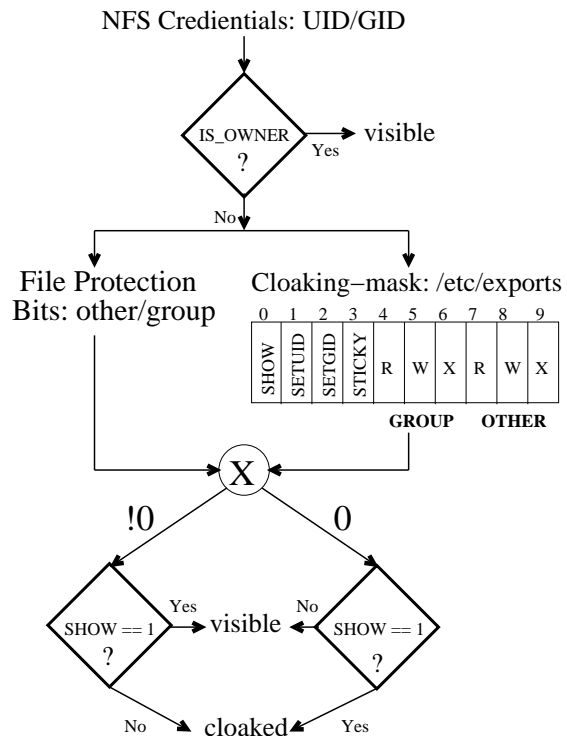 NFS Credientials: UID/GID
IS_OWNER
?
Yes
visible
No
File Protection
Bits: other/group
Cloaking−mask: /etc/exports
0 1 2 3 4 5 6 7 8 9
SHOW SETUID SETGID STICKY R W X R W X
GROUP OTHER
X
!0 0
SHOW == 1
?
Yes
visible
No
SHOW == 1
?
No
cloaked
Yes